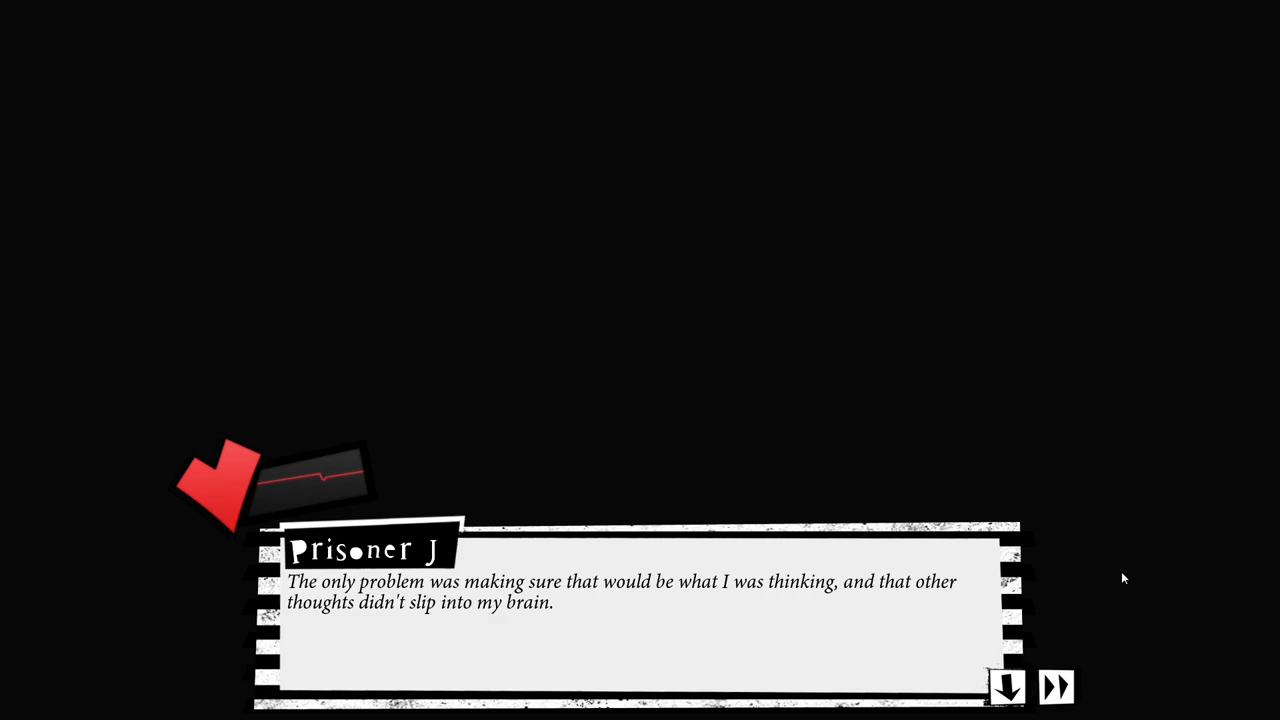 Prisoner J
The only problem was making sure that would be what I was thinking, and that other
thoughts didn't slip into my brain.